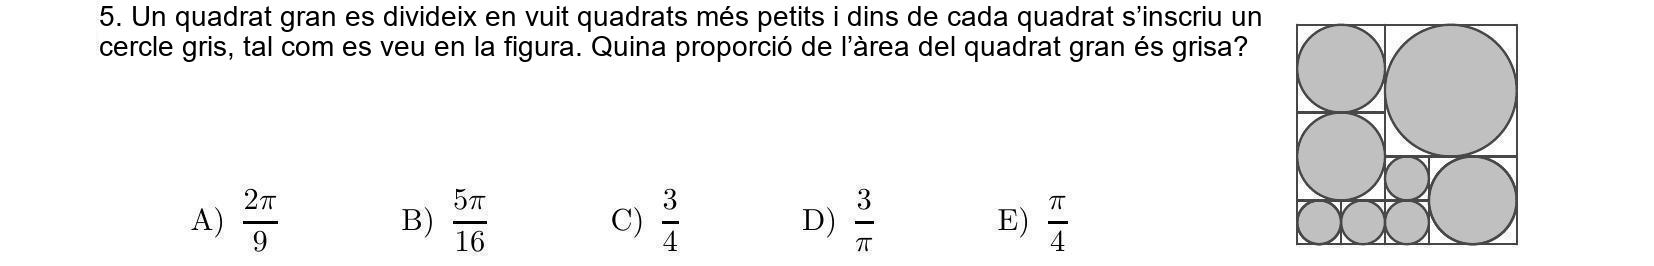 5. Un quadrat gran es divideix en vuit quadrats més petits i dins de cada quadrat s’inscriu un
cercle gris, tal com es veu en la figura. Quina proporció de l’àrea del quadrat gran és grisa?
A) 2π/9 B) 5π/16 C) 3/4 D) 3/π E) π/4